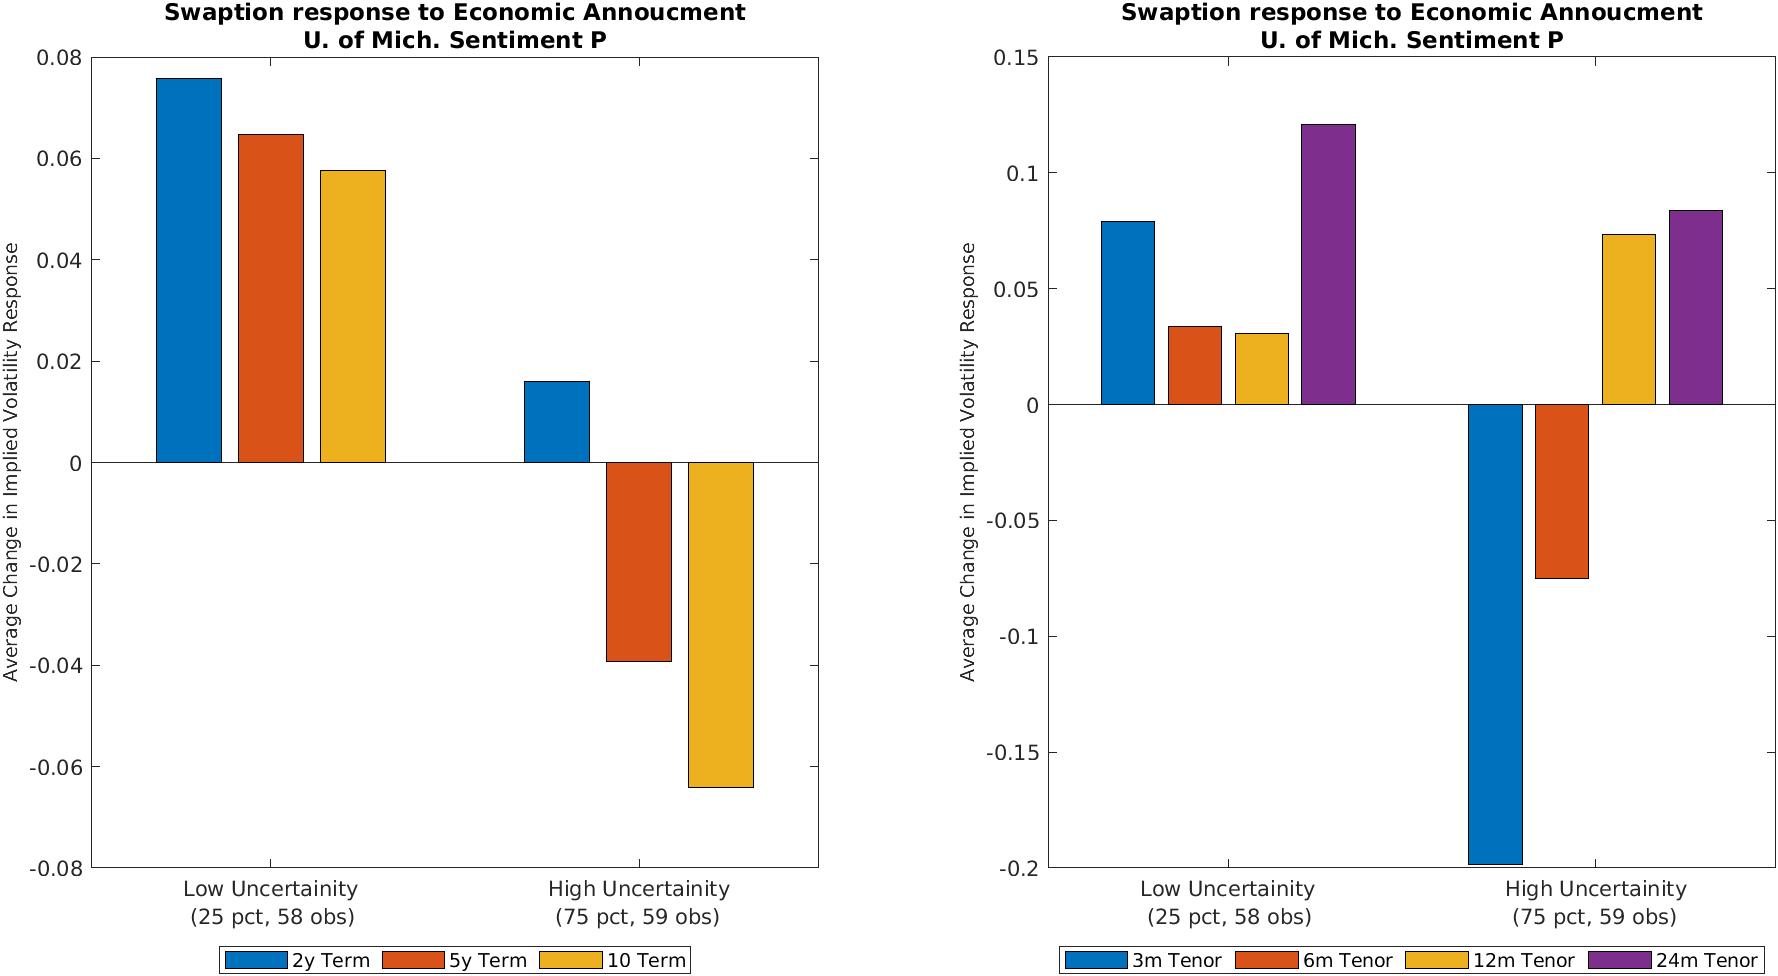 Swaption response to Economic Annoucment
U. of Mich. Sentiment P
0.08
0.06
0.04
0.02
0
-0.02
-0.04
-0.06
-0.08
Average Change in Implied Volatility Response
Low Uncertainity
(25 pct, 58 obs)
High Uncertainity
(75 pct, 59 obs)
2y Term
5y Term
10 Term
Swaption response to Economic Annoucment
U. of Mich. Sentiment P
0.15
0.1
0.05
0
-0.05
-0.1
-0.15
-0.2
Average Change in Implied Volatility Response
Low Uncertainity
(25 pct, 58 obs)
High Uncertainity
(75 pct, 59 obs)
3m Tenor
6m Tenor
12m Tenor
24m Tenor